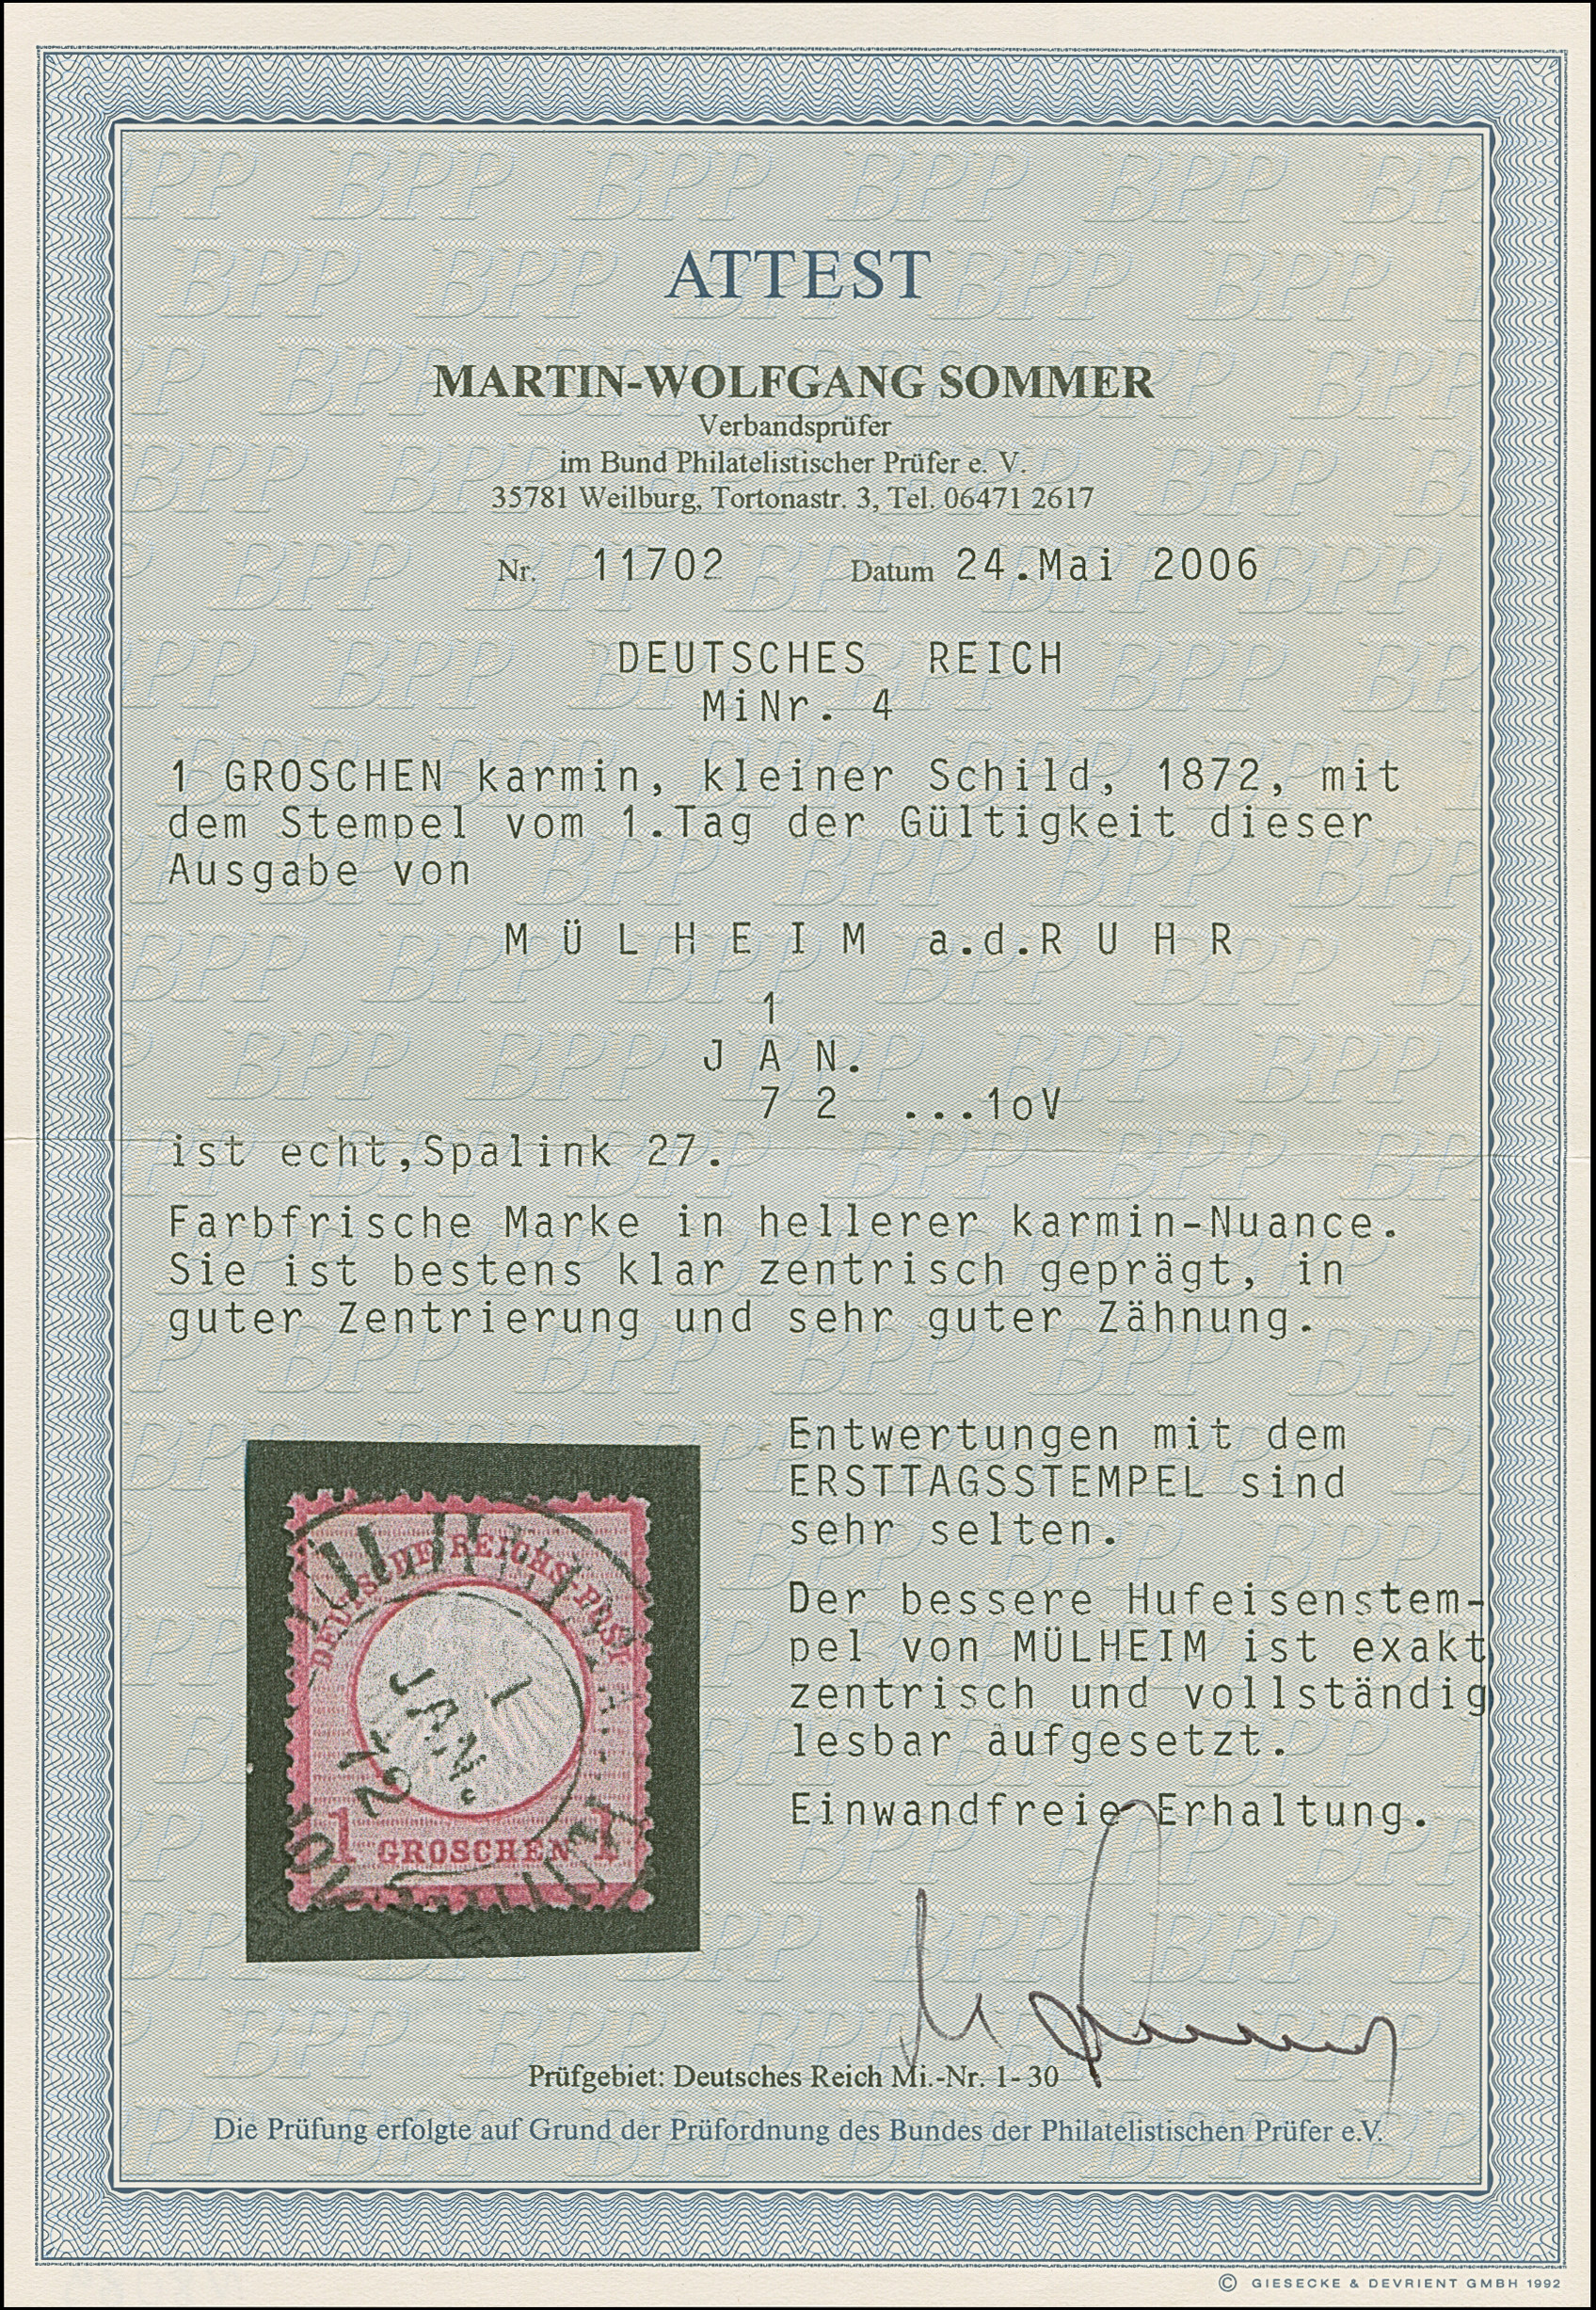 ATTEST
MARTIN-WOLFGANG SOMMER
Verbandsprüfer
im Bund Philatelistischer Prüfer e. V.
35781 Weilburg, Tortonastr. 3, Tel. 06471 2617
Nr. 11702 Datum 24.Mai 2006
DEUTSCHES REICH
MiNr. 4
1 GROSCHEN karmin, kleiner Schild, 1872, mit
dem Stempel vom 1.Tag der Gültigkeit dieser
Ausgabe von
M Ü L H E I M a.d.R U H R
1
J A N.
7 2 ...1oV
ist echt,Spalink 27.
Farbfrische Marke in hellerer karmin-Nuance.
Sie ist bestens klar zentrisch geprägt, in
guter Zentrierung und sehr guter Zähnung.
Entwertungen mit dem
ERSTTAGSSTEMPEL sind
sehr selten.
Der bessere Hufeisenstem-
pel von MÜLHEIM ist exakt
zentrisch und vollständig
lesbar aufgesetzt.
Einwandfreie Erhaltung.
DEUTSCHE REICHS-POST
1
JAN.
72
1 GROSCHEN 1
Prüfgebiet: Deutsches Reich Mi.-Nr. 1-30
Die Prüfung erfolgte auf Grund der Prüfordnung des Bundes der Philatelistischen Prüfer e.V.
© GIESECKE & DEVRIENT GMBH 1992